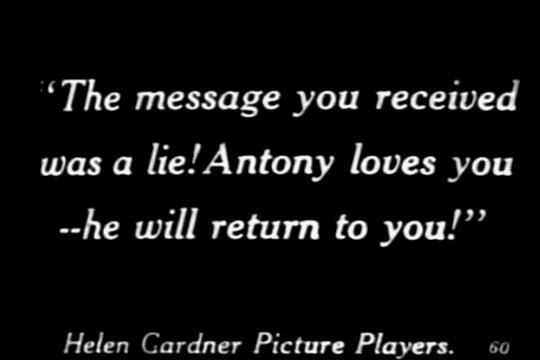 "The message you received
was a lie! Antony loves you
--he will return to you!"
Helen Gardner Picture Players. 60